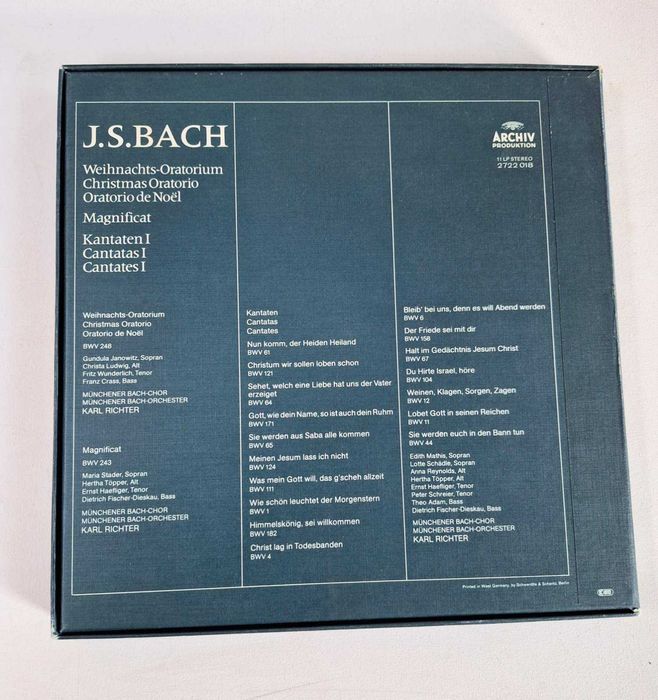 J.S.BACH
Weihnachts-Oratorium
Christmas Oratorio
Oratorio de Noël
Magnificat
Kantaten I
Cantatas I
Cantates I
ARCHIV
PRODUKTION
11 LP STEREO
2722 018
Weihnachts-Oratorium
Christmas Oratorio
Oratorio de Noël
BWV 248
Gundula Janowitz, Sopran
Christa Ludwig, Alt
Fritz Wunderlich, Tenor
Franz Crass, Bass
MÜNCHENER BACH-CHOR
MÜNCHENER BACH-ORCHESTER
KARL RICHTER
Magnificat
BWV 243
Maria Stader, Sopran
Hertha Töpper, Alt
Ernst Haefliger, Tenor
Dietrich Fischer-Dieskau, Bass
MÜNCHENER BACH-CHOR
MÜNCHENER BACH-ORCHESTER
KARL RICHTER
Kantaten
Cantatas
Cantates
Nun komm, der Heiden Heiland
BWV 61
Christum wir sollen loben schon
BWV 121
Sehet, welch eine Liebe hat uns der Vater
erzeiget
BWV 64
Gott, wie dein Name, so ist auch dein Ruhm
BWV 171
Sie werden aus Saba alle kommen
BWV 65
Meinen Jesum lass ich nicht
BWV 124
Was mein Gott will, das g'scheh allzeit
BWV 111
Wie schön leuchtet der Morgenstern
BWV 1
Himmelskönig, sei willkommen
BWV 182
Christ lag in Todesbanden
BWV 4
Bleib' bei uns, denn es will Abend werden
BWV 6
Der Friede sei mit dir
BWV 158
Halt im Gedächtnis Jesum Christ
BWV 67
Du Hirte Israel, höre
BWV 104
Weinen, Klagen, Sorgen, Zagen
BWV 12
Lobet Gott in seinen Reichen
BWV 11
Sie werden euch in den Bann tun
BWV 44
Edith Mathis, Sopran
Lotte Schädle, Sopran
Anna Reynolds, Alt
Hertha Töpper, Alt
Ernst Haefliger, Tenor
Peter Schreier, Tenor
Theo Adam, Bass
Dietrich Fischer-Dieskau, Bass
MÜNCHENER BACH-CHOR
MÜNCHENER BACH-ORCHESTER
KARL RICHTER
Printed in West Germany, by Schwerdtle & Schantz, Berlin